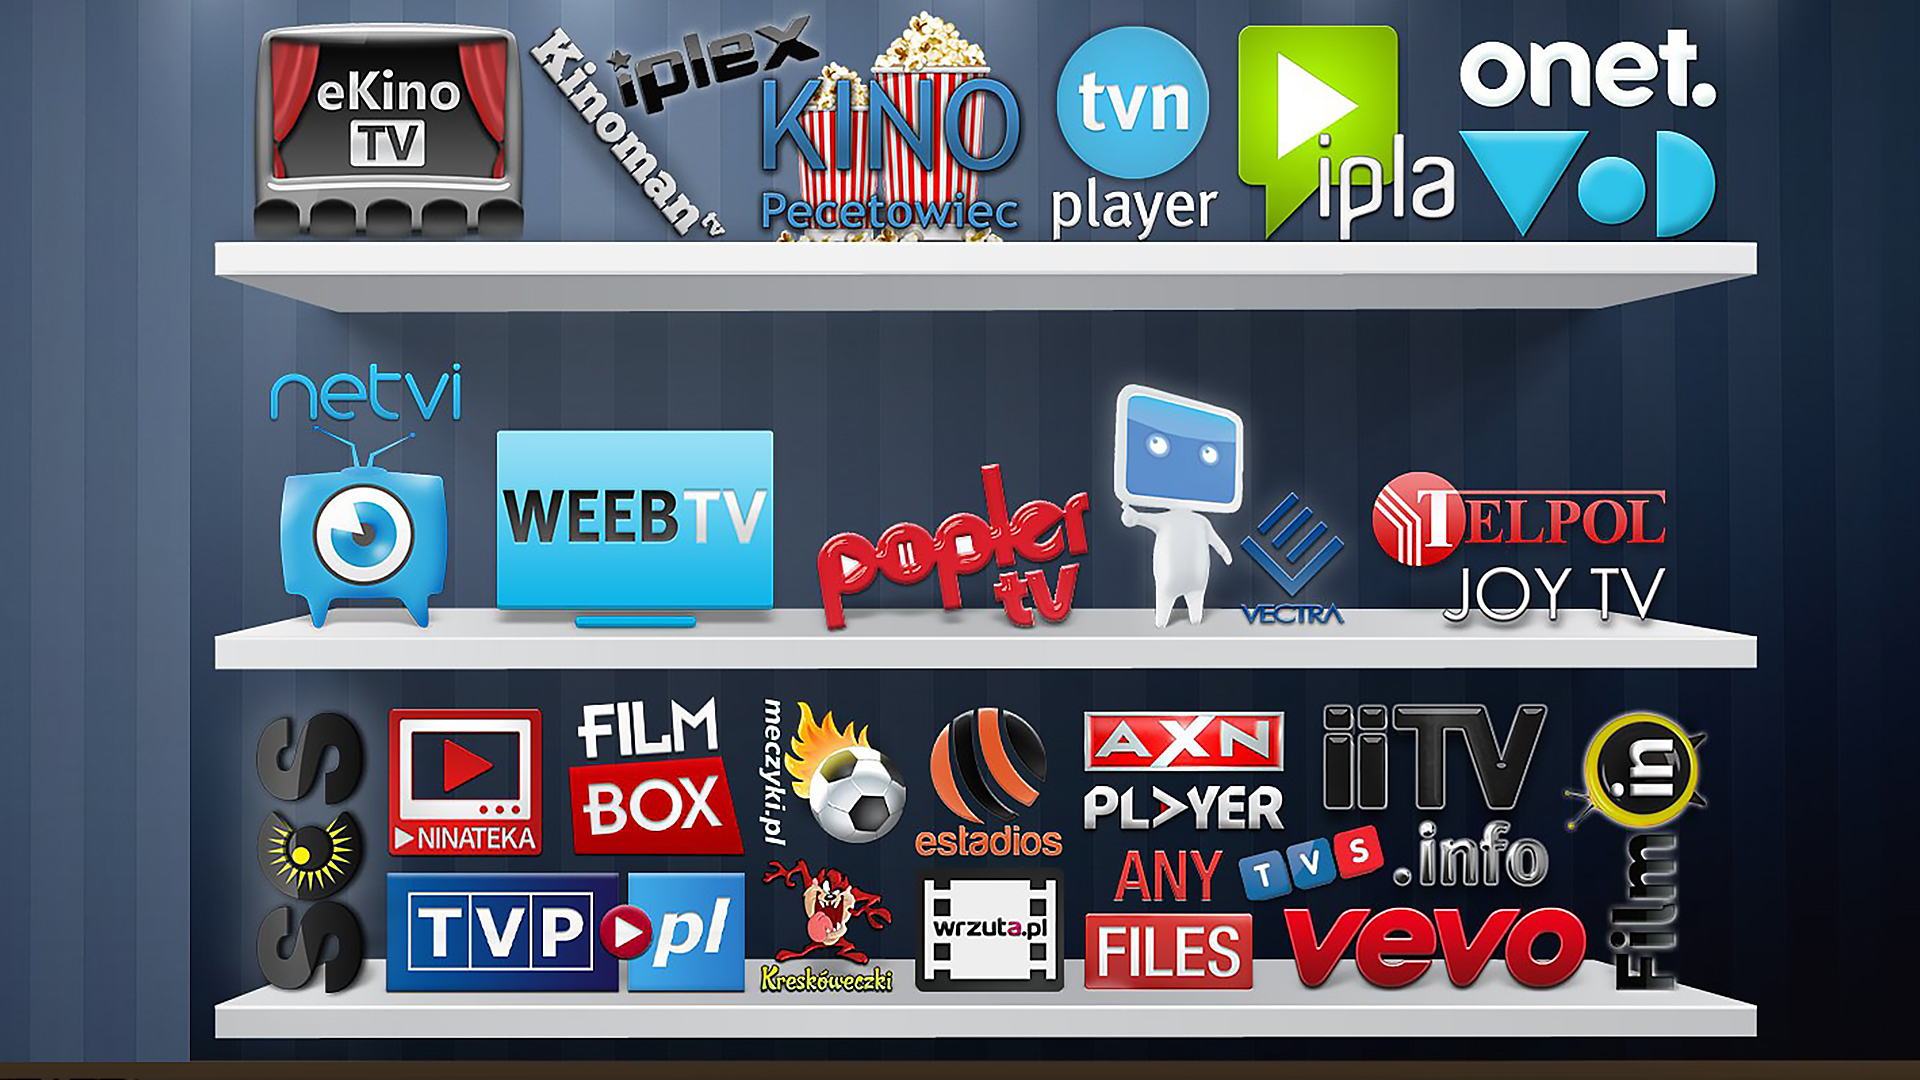 eKino
TV
Kinoman tv
iplex
KINO
Pecetowiec
tvn
player
ipla
onet.
VOD
netvi
WEEBTV
popler
tv
VECTRA
TELPOL
JOY TV
SOS
NINATEKA
FILM
BOX
meczyki.pl
estadios
AXN
PLAYER
iiTV
.info
Filmin
TVP
pl
Kreskóweczki
wrzuta.pl
ANY
FILES
TVS
vevo